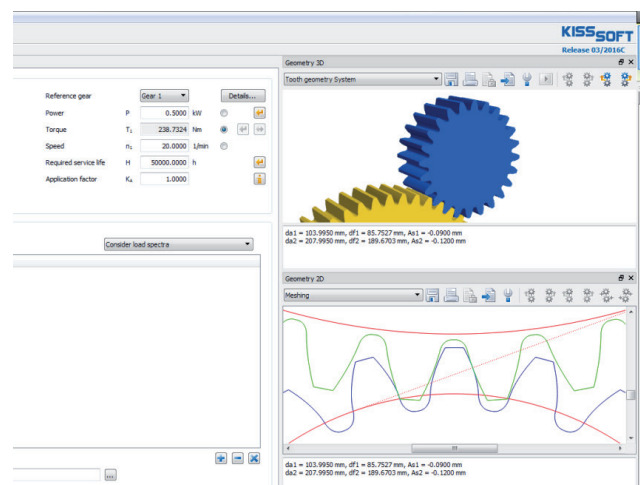 KISSSOFT
Release 03/2016C
Geometry 3D
Tooth geometry System
Reference gear Gear 1 Details...
Power P 0.5000 kW
Torque T₁ 238.7324 Nm
Speed n₁ 20.0000 1/min
Required service life H 50000.0000 h
Application factor KA 1.0000
da1 = 103.9950 mm, df1 = 85.7527 mm, As1 = -0.0900 mm
da2 = 207.9950 mm, df2 = 189.6703 mm, As2 = -0.1200 mm
Consider load spectra
Geometry 2D
Meshing
...
da1 = 103.9950 mm, df1 = 85.7527 mm, As1 = -0.0900 mm
da2 = 207.9950 mm, df2 = 189.6703 mm, As2 = -0.1200 mm